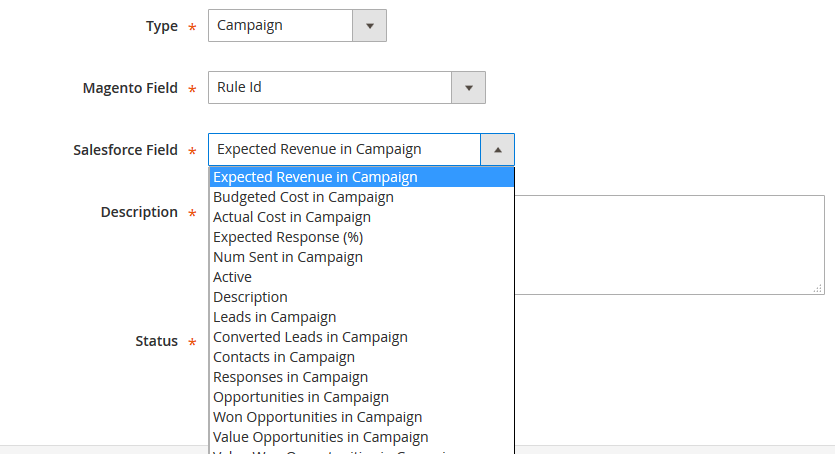 Type * Campaign
Magento Field * Rule Id
Salesforce Field * Expected Revenue in Campaign
Expected Revenue in Campaign
Budgeted Cost in Campaign
Actual Cost in Campaign
Description *
Expected Response (%)
Num Sent in Campaign
Active
Description
Leads in Campaign
Status *
Converted Leads in Campaign
Contacts in Campaign
Responses in Campaign
Opportunities in Campaign
Won Opportunities in Campaign
Value Opportunities in Campaign